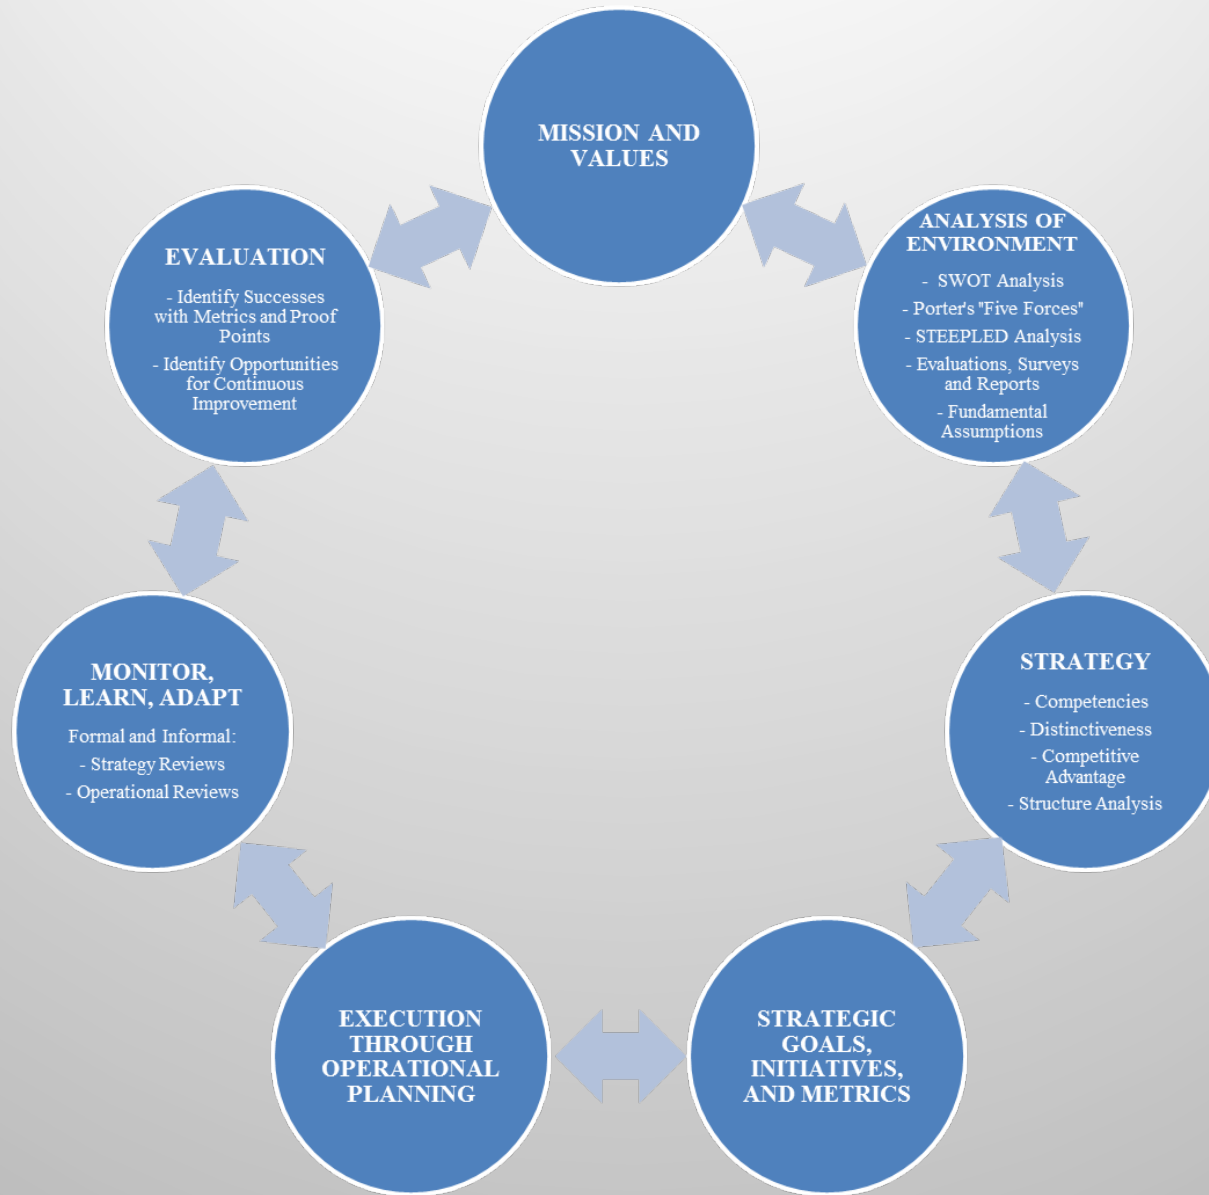 MISSION AND
VALUES
ANALYSIS OF
ENVIRONMENT
- SWOT Analysis
- Porter's "Five Forces"
- STEEPLED Analysis
- Evaluations, Surveys
and Reports
- Fundamental
Assumptions
STRATEGY
- Competencies
- Distinctiveness
- Competitive
Advantage
- Structure Analysis
STRATEGIC
GOALS,
INITIATIVES,
AND METRICS
EXECUTION
THROUGH
OPERATIONAL
PLANNING
MONITOR,
LEARN, ADAPT
Formal and Informal:
- Strategy Reviews
- Operational Reviews
EVALUATION
- Identify Successes
with Metrics and Proof
Points
- Identify Opportunities
for Continuous
Improvement